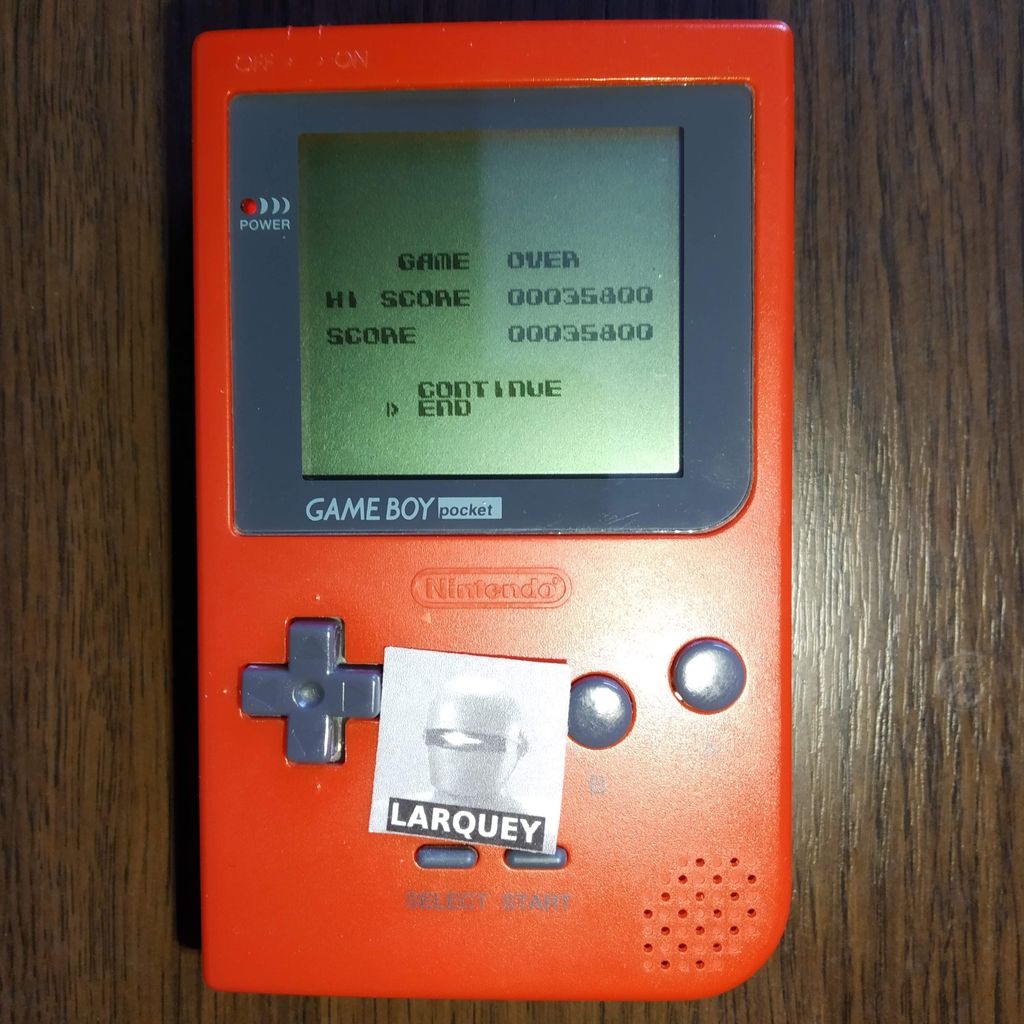 OFF ON
POWER
GAME OVER
HI SCORE 00035800
SCORE 00035800
CONTINUE
END
GAME BOY pocket
Nintendo
A
B
LARQUEY
SELECT START